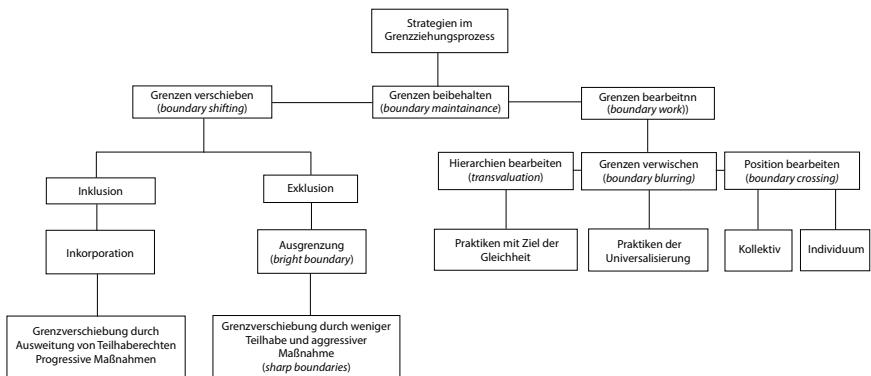 Strategien im
Grenzziehungsprozess
Grenzen verschieben
(boundary shifting)
Grenzen beibehalten
(boundary maintainance)
Grenzen bearbeitnn
(boundary work))
Hierarchien bearbeiten
(transvaluation)
Grenzen verwischen
(boundary blurring)
Position bearbeiten
(boundary crossing)
Inklusion
Exklusion
Inkorporation
Ausgrenzung
(bright boundary)
Praktiken mit Ziel der
Gleichheit
Praktiken der
Universalisierung
Kollektiv
Individuum
Grenzverschiebung durch
Ausweitung von Teilhaberechten
Progressive Maßnahmen
Grenzverschiebung durch weniger
Teilhabe und aggressiver
Maßnahme
(sharp boundaries)